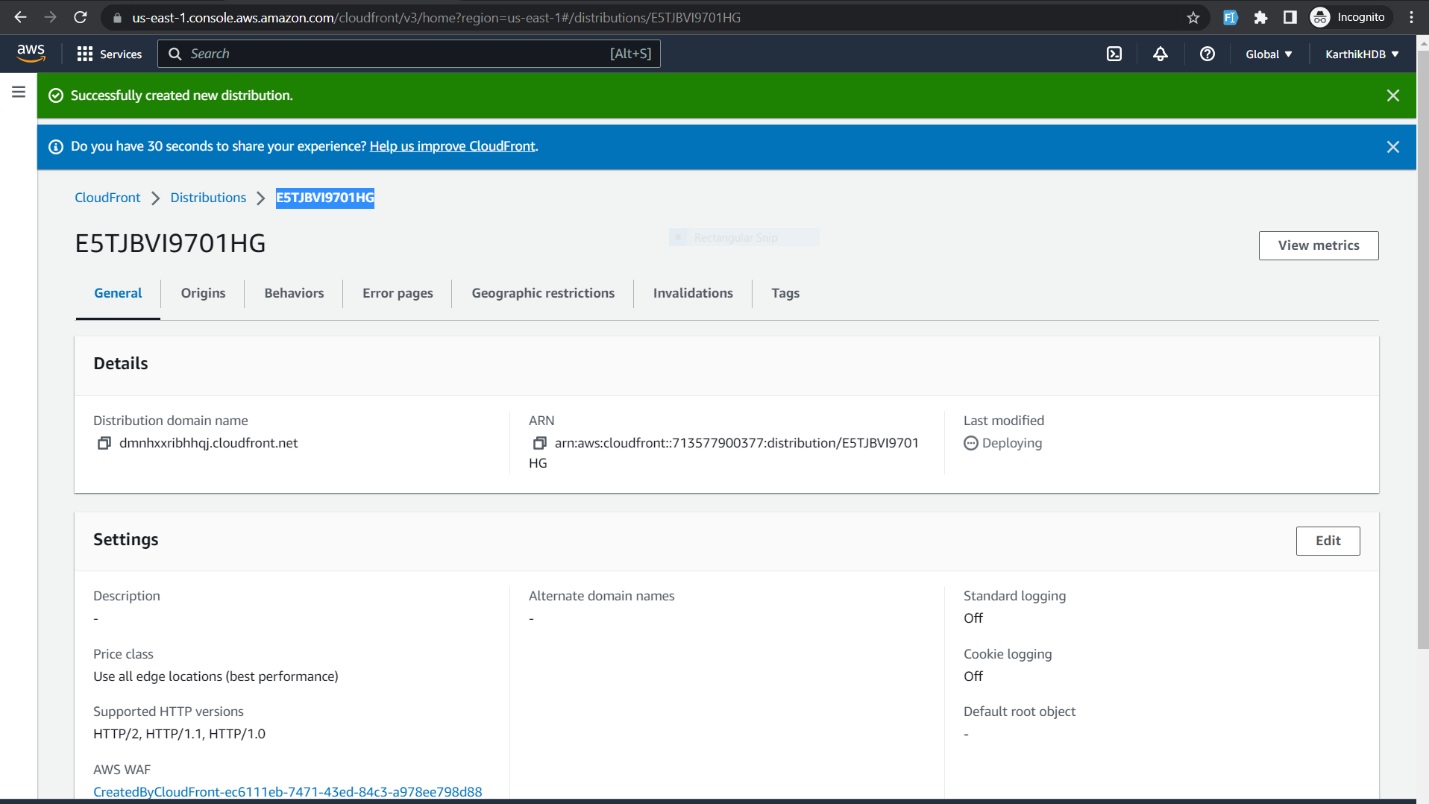 us-east-1.console.aws.amazon.com/cloudfront/v3/home?region=us-east-1#/distributions/E5TJBVI9701HG
Incognito
aws
Services
Search
[Alt+S]
Global
KarthikHDB
Successfully created new distribution.
Do you have 30 seconds to share your experience? Help us improve CloudFront.
CloudFront
Distributions
E5TJBVI9701HG
E5TJBVI9701HG
Rectangular Snip
View metrics
General
Origins
Behaviors
Error pages
Geographic restrictions
Invalidations
Tags
Details
Distribution domain name
dmnhxxribhhqj.cloudfront.net
ARN
arn:aws:cloudfront::713577900377:distribution/E5TJBVI9701
HG
Last modified
Deploying
Settings
Edit
Description
-
Price class
Use all edge locations (best performance)
Supported HTTP versions
HTTP/2, HTTP/1.1, HTTP/1.0
AWS WAF
CreatedByCloudFront-ec6111eb-7471-43ed-84c3-a978ee798d88
Alternate domain names
-
Standard logging
Off
Cookie logging
Off
Default root object
-